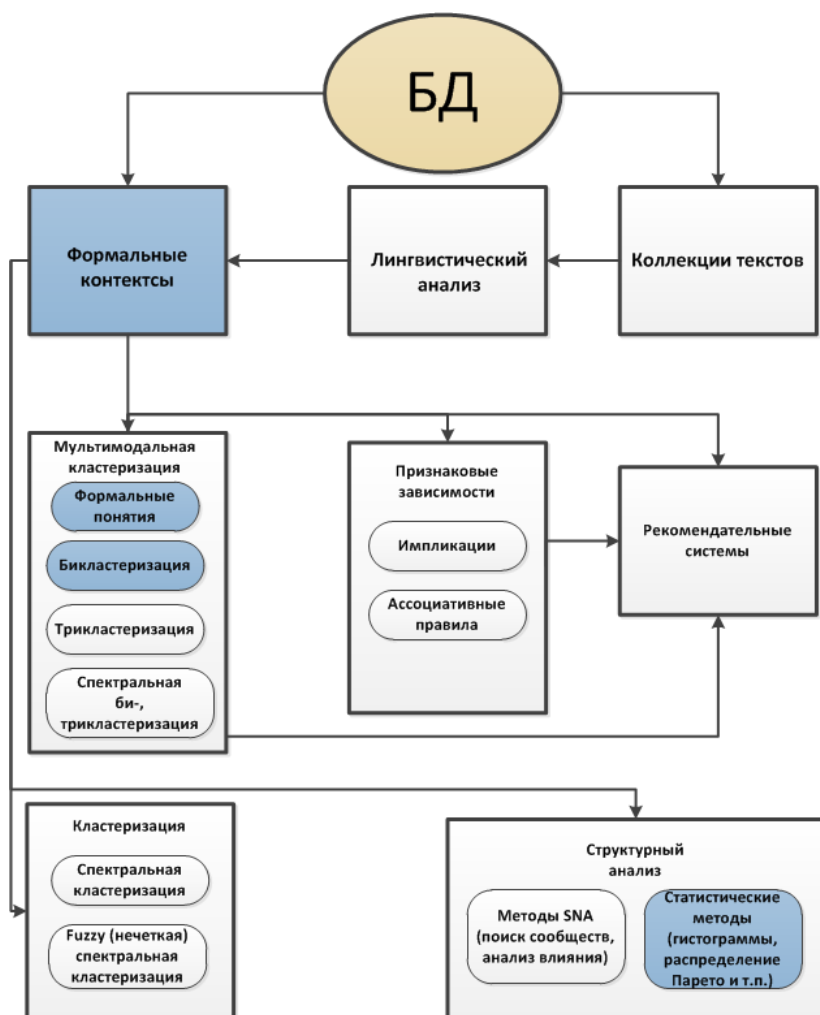 БД
Формальные
контектсы
Лингвистический
анализ
Коллекции текстов
Мультимодальная
кластеризация
Формальные
понятия
Бикластеризация
Трикластеризация
Спектральная
би-,
трикластеризация
Признаковые
зависимости
Импликации
Ассоциативные
правила
Рекомендательные
системы
Кластеризация
Спектральная
кластеризация
Fuzzy (нечеткая)
спектральная
кластеризация
Структурный
анализ
Методы SNA
(поиск сообществ,
анализ влияния)
Статистические
методы
(гистограммы,
распределение
Парето и т.п.)